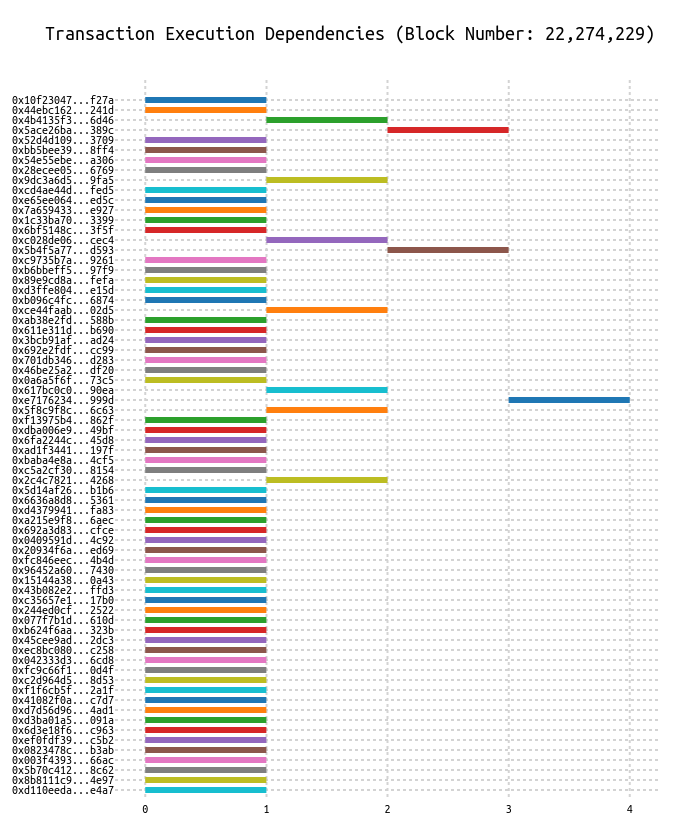 Transaction Execution Dependencies (Block Number: 22,274,229)
0x10f23047...f27a
0x44ebc162...241d
0x4b4135f3...6d46
0x5ace26ba...389c
0x52d4d109...3709
0xbb5bee39...8ff4
0x54e55ebe...a306
0x28ecee05...6769
0x9dc3a6d5...9fa5
0xcd4ae44d...fed5
0xe65ee064...ed5c
0x7a659433...e927
0x1c33ba70...3399
0x6bf5148c...3f5f
0xc028de06...cec4
0x5b4f5a77...d593
0xc9735b7a...9261
0xb6bbeff5...97f9
0x89e9cd8a...fefa
0xd3ffe804...e15d
0xb096c4fc...6874
0xce44faab...02d5
0xab38e2fd...588b
0x611e311d...b690
0x3bcb91af...ad24
0x692e2fdf...cc99
0x701db346...d283
0x46be25a2...df20
0x0a6a5f6f...73c5
0x617bc0c0...90ea
0xe7176234...999d
0x5f8c9f8c...6c63
0xf13975b4...862f
0xdba006e9...49bf
0x6fa2244c...45d8
0xad1f3441...197f
0xbaba4e8a...4cf5
0xc5a2cf30...8154
0x2c4c7821...4268
0x5d14af26...b1b6
0x6636a8d8...5361
0xd4379941...fa83
0xa215e9f8...6aec
0x692a3d83...cfce
0x0409591d...4c92
0x20934f6a...ed69
0xfc846eec...4b4d
0x96452a60...7430
0x15144a38...0a43
0x43b082e2...ffd3
0xc35657e1...17b0
0x244ed0cf...2522
0x077f7b1d...610d
0xb624f6aa...323b
0x45cee9ad...2dc3
0xec8bc080...c258
0x042333d3...6cd8
0xfc9c66f1...0d4f
0xc2d964d5...8d53
0xf1f6cb5f...2a1f
0x41082f0a...c7d7
0xd7d56d96...4ad1
0xd3ba01a5...091a
0x6d3e18f6...c963
0xef0fdf39...c5b2
0x0823478c...b3ab
0x003f4393...66ac
0x5b70c412...8c62
0x8b8111c9...4e97
0xd110eeda...e4a7
0 1 2 3 4